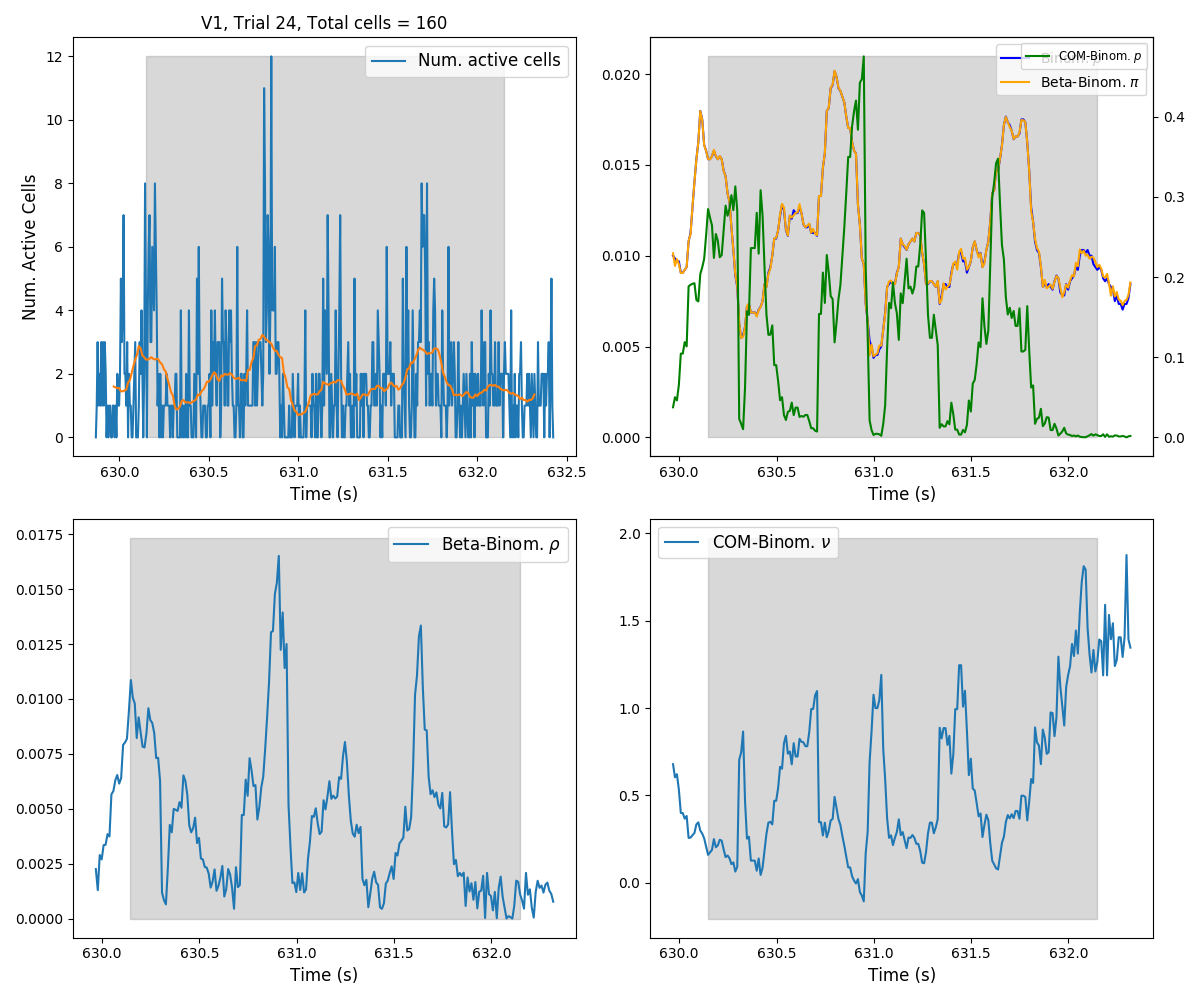 V1, Trial 24, Total cells = 160
Num. Active Cells
12
10
8
6
4
2
0
Num. active cells
630.0 630.5 631.0 631.5 632.0 632.5
Time (s)
0.020
0.015
0.010
0.005
0.000
COM-Binom. p
Beta-Binom. π
0.4
0.3
0.2
0.1
0.0
630.0 630.5 631.0 631.5 632.0
Time (s)
0.0175
0.0150
0.0125
0.0100
0.0075
0.0050
0.0025
0.0000
Beta-Binom. ρ
630.0 630.5 631.0 631.5 632.0
Time (s)
2.0
1.5
1.0
0.5
0.0
COM-Binom. ν
630.0 630.5 631.0 631.5 632.0
Time (s)